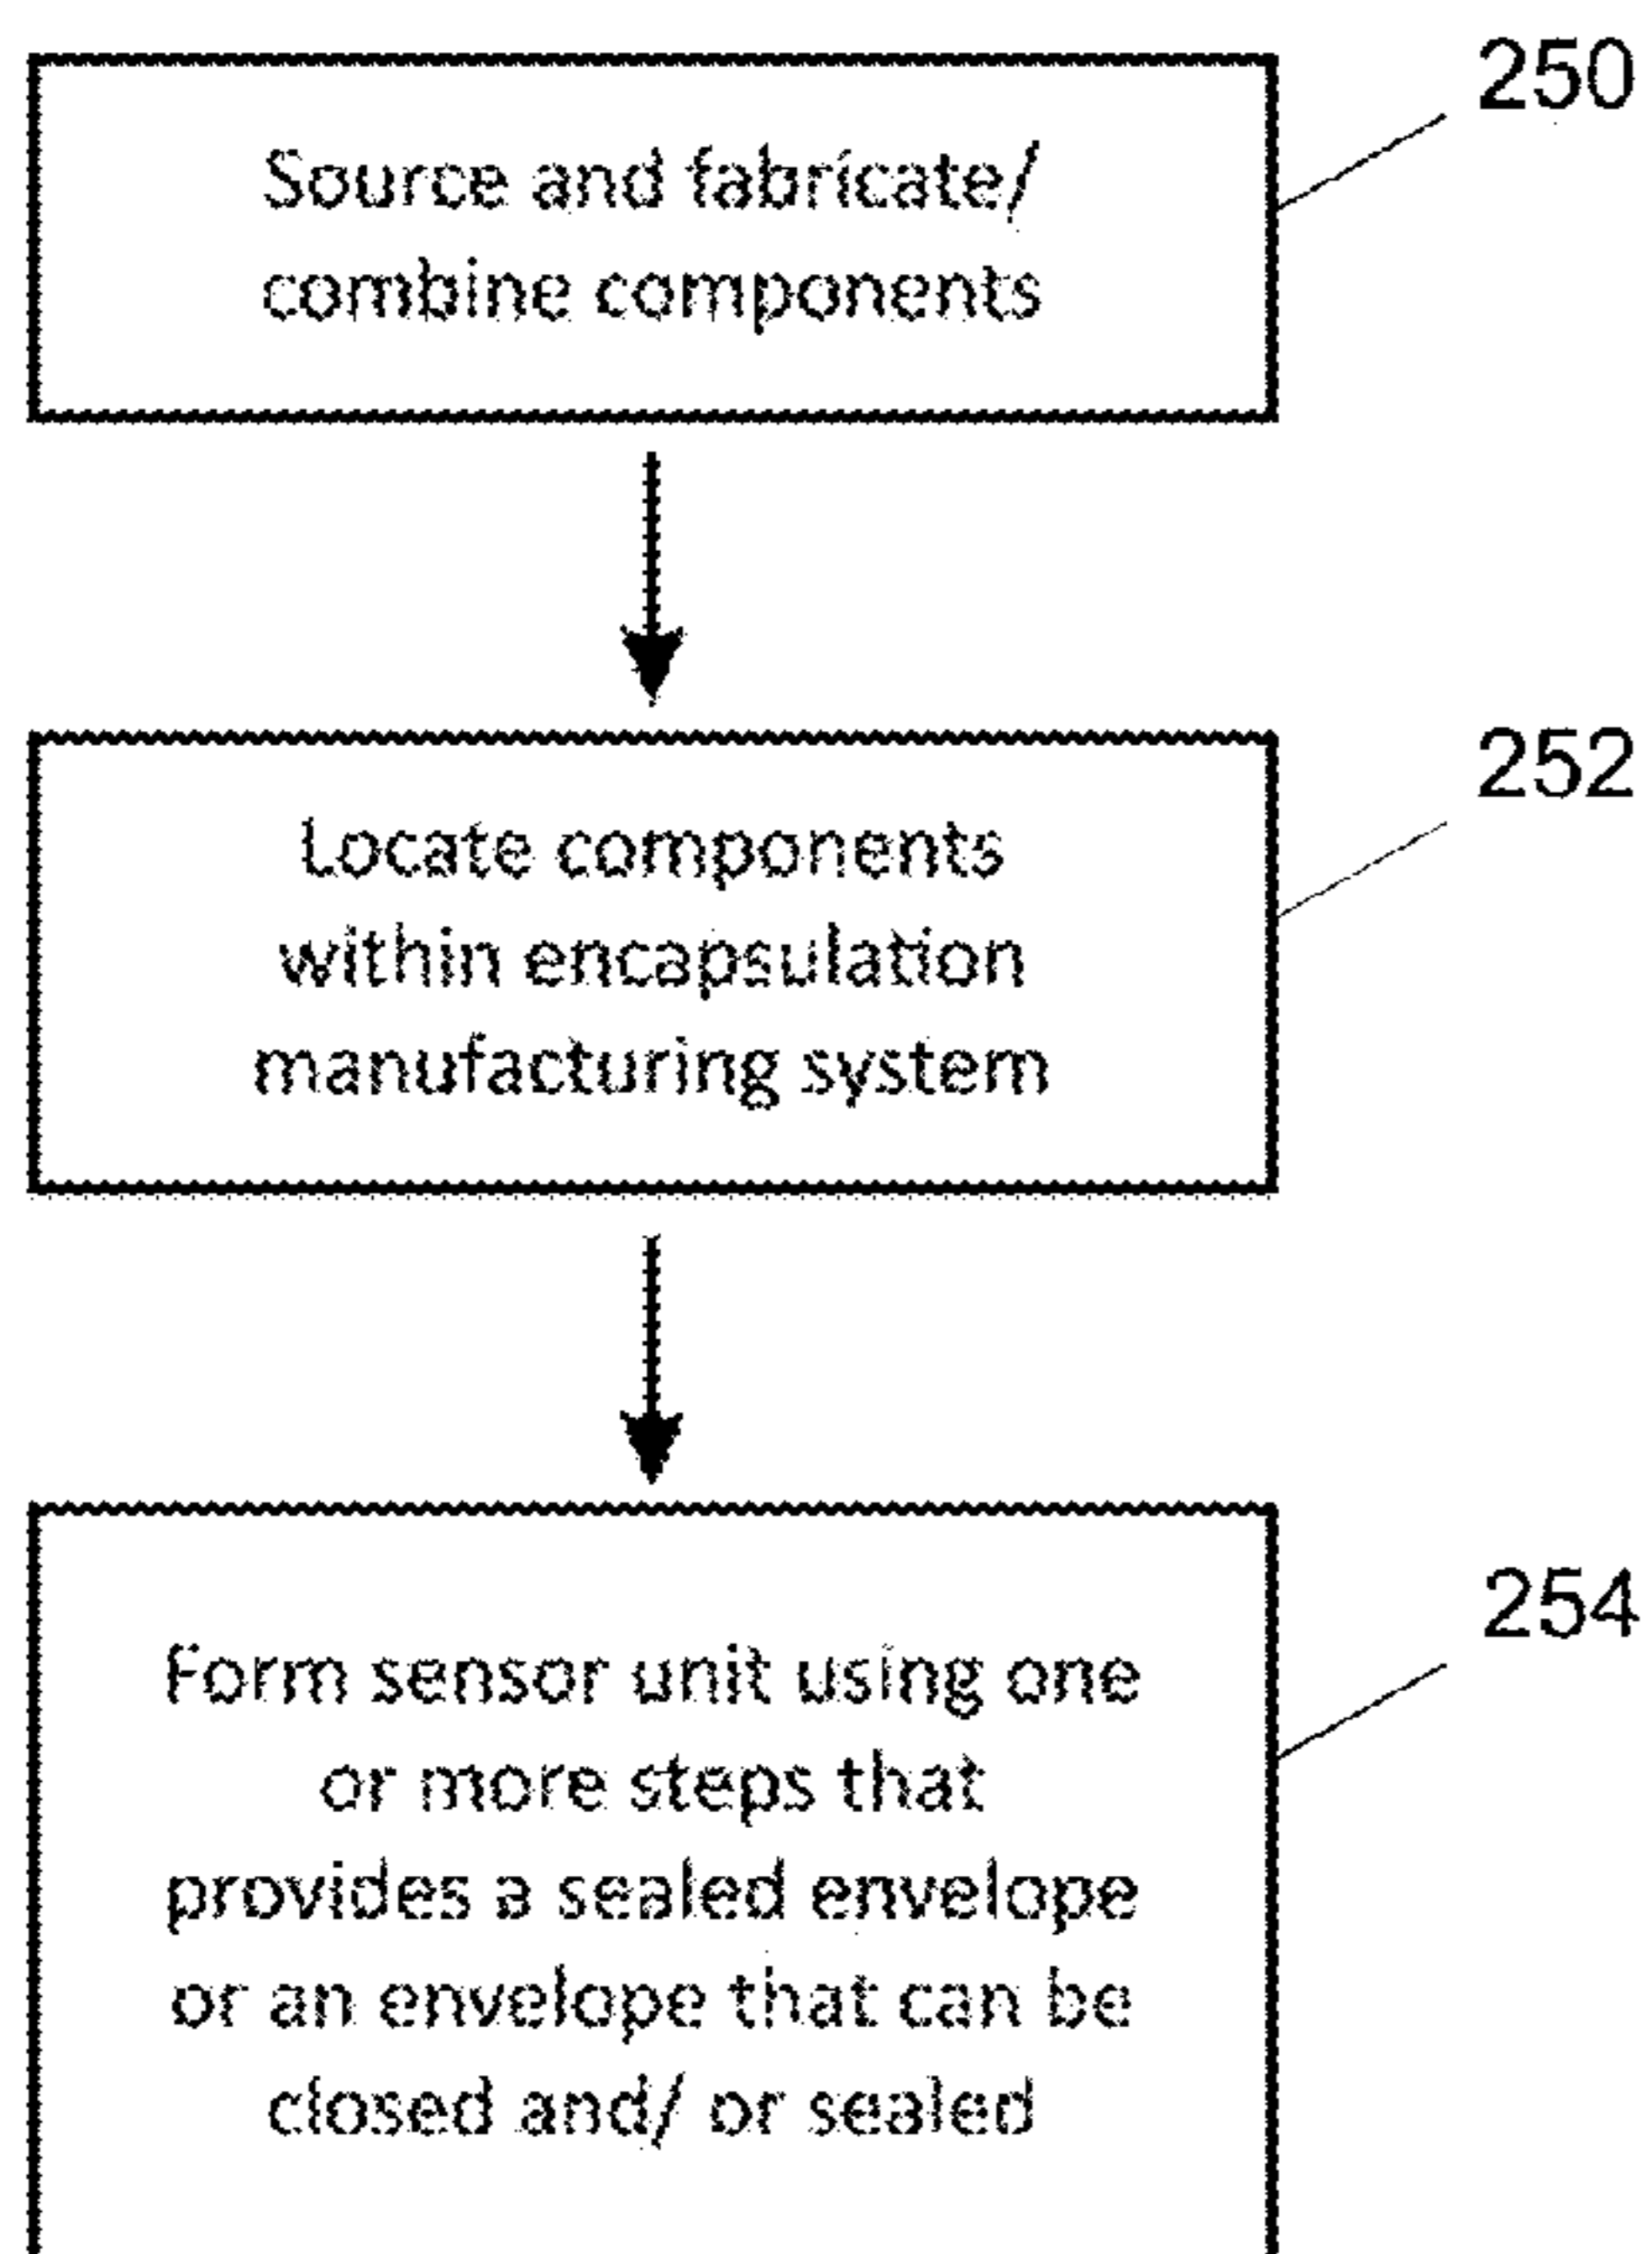 250
Source and fabricate/
combine components
252
Locate components
within encapsulation
manufacturing system
254
Form sensor unit using one
or more steps that
provides a sealed envelope
or an envelope that can be
closed and/ or sealed